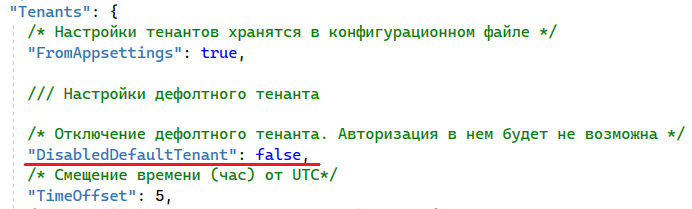 "Tenants": {
/* Настройки тенантов хранятся в конфигурационном файле */
"FromAppsettings": true,
/// Настройки дефолтного тенанта
/* Отключение дефолтного тенанта. Авторизация в нем будет не возможна */
"DisabledDefaultTenant": false,
/* Смещение времени (час) от UTC*/
"TimeOffset": 5,